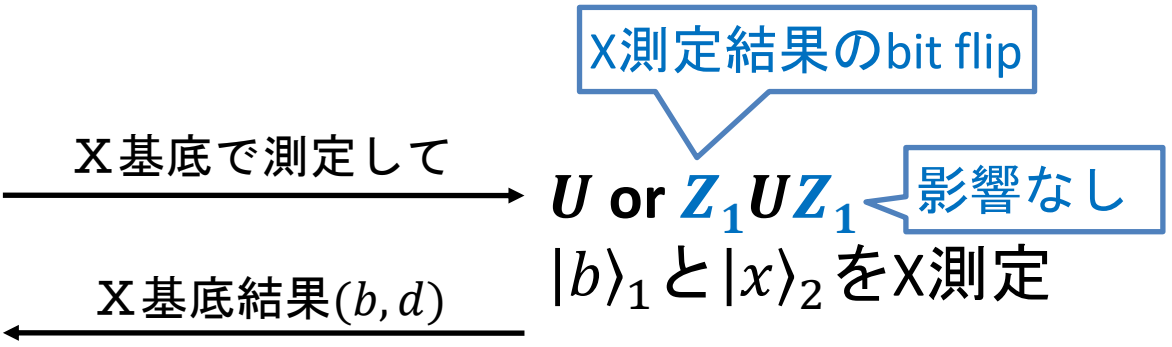 X測定結果のbit flip
X基底で測定して
U or Z₁UZ₁
影響なし
|b⟩₁と|x⟩₂をX測定
X基底結果(b, d)